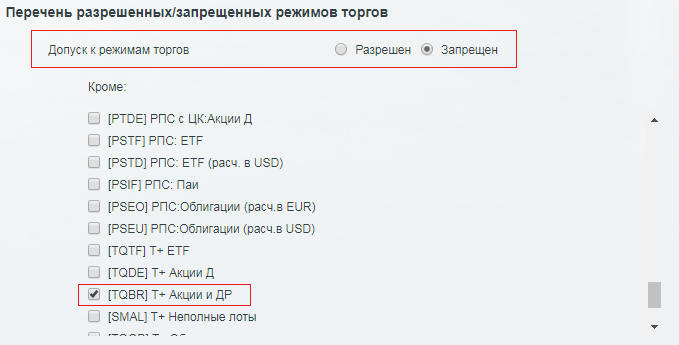 Перечень разрешенных/запрещенных режимов торгов
Допуск к режимам торгов Разрешен Запрещен
Кроме:
[PTDE] РПС с ЦК:Акции Д
[PSTF] РПС: ETF
[PSTD] РПС: ETF (расч. в USD)
[PSIF] РПС: Паи
[PSEO] РПС:Облигации (расч.в EUR)
[PSEU] РПС:Облигации (расч.в USD)
[TQTF] Т+ ETF
[TQDE] Т+ Акции Д
[TQBR] Т+ Акции и ДР
[SMAL] Т+ Неполные лоты